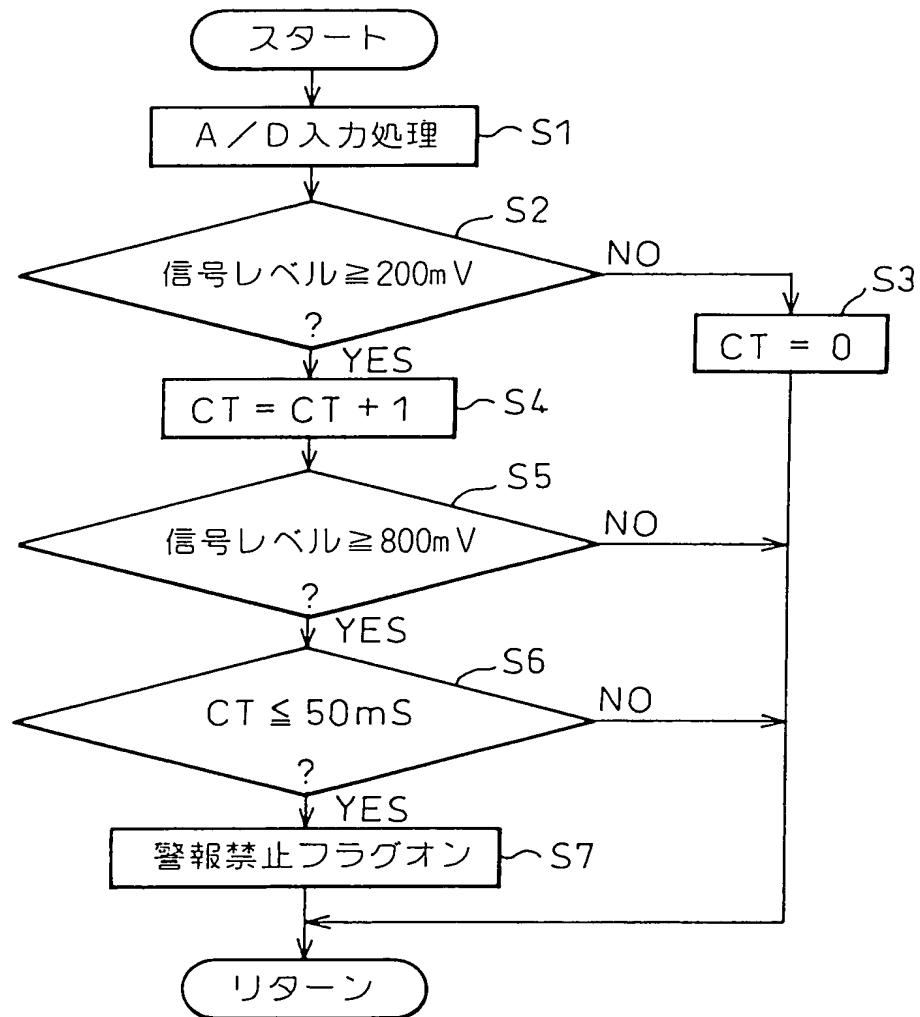 スタート
A/D入力処理
S1
S2
信号レベル≧200mV
?
NO
YES
S3
CT = 0
CT = CT + 1
S4
S5
信号レベル≧800mV
?
NO
YES
S6
CT ≦ 50mS
?
NO
YES
警報禁止フラグオン
S7
リターン